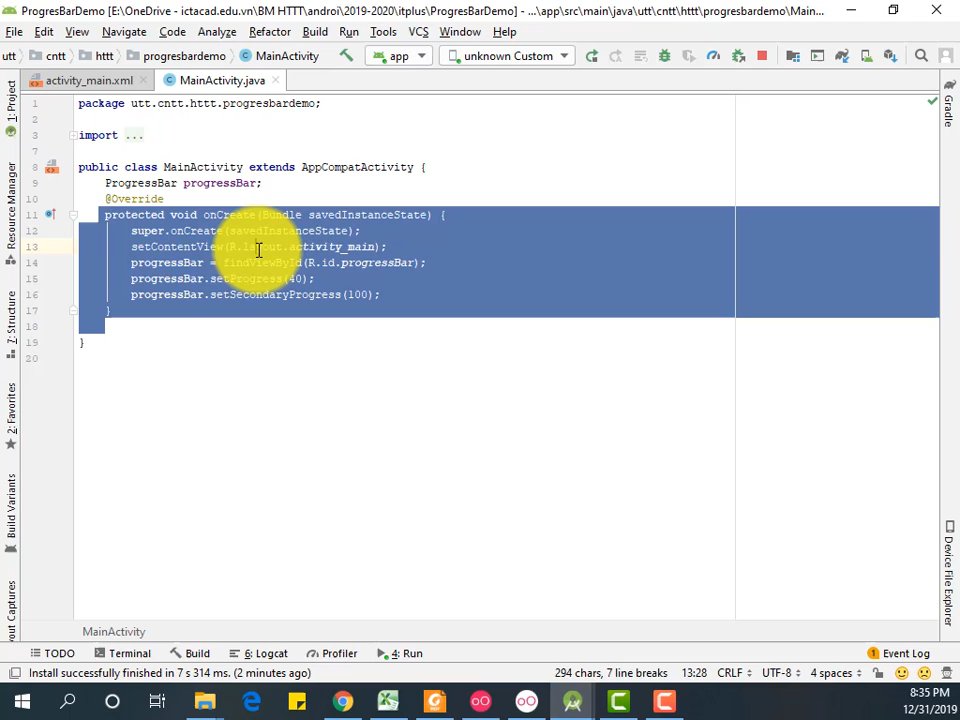 ProgresBarDemo [E:\OneDrive - ictacad.edu.vn\BM HTTT\androi\2019-2020\itplus\ProgresBarDemo] - ...\app\src\main\java\utt\cntt\httt\progresbardemo\Main...
File Edit View Navigate Code Analyze Refactor Build Run Tools VCS Window Help
utt cntt httt progresbardemo MainActivity app unknown Custom
activity_main.xml MainActivity.java
1 package utt.cntt.httt.progresbardemo;
2
3 import ...
7
8 public class MainActivity extends AppCompatActivity {
9 ProgressBar progressBar;
10 @Override
11 protected void onCreate(Bundle savedInstanceState) {
12 super.onCreate(savedInstanceState);
13 setContentView(R.layout.activity_main);
14 progressBar = findViewById(R.id.progressBar);
15 progressBar.setProgress(40);
16 progressBar.setSecondaryProgress(100);
17 }
18
19 }
20
1: Project
Resource Manager
7: Structure
2: Favorites
Build Variants
out Captures
Gradle
Device File Explorer
MainActivity
TODO Terminal Build 6: Logcat Profiler 4: Run 1 Event Log
Install successfully finished in 7 s 314 ms. (2 minutes ago) 294 chars, 7 line breaks 13:28 CRLF UTF-8 4 spaces
8:35 PM
12/31/2019